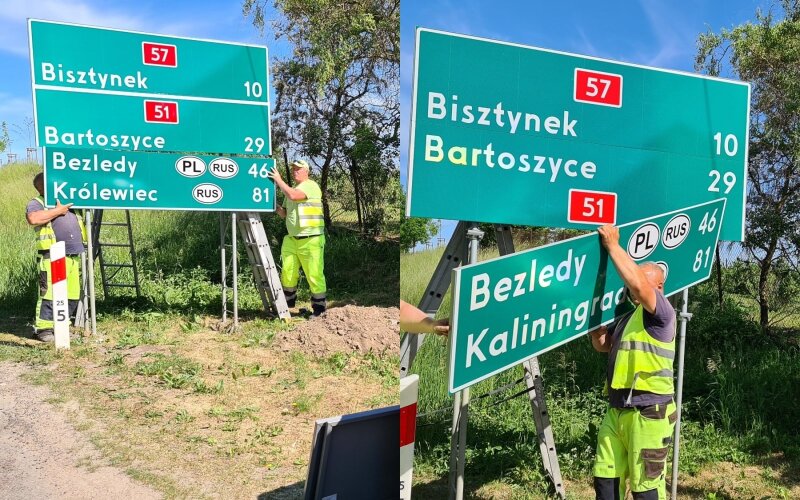 57
Bisztynek 10
51
Bartoszyce 29
Bezledy PL RUS 46
Królewiec RUS 81
25
5
57
Bisztynek 10
Bartoszyce 29
51
Bezledy PL RUS 46
Kaliningrad 81